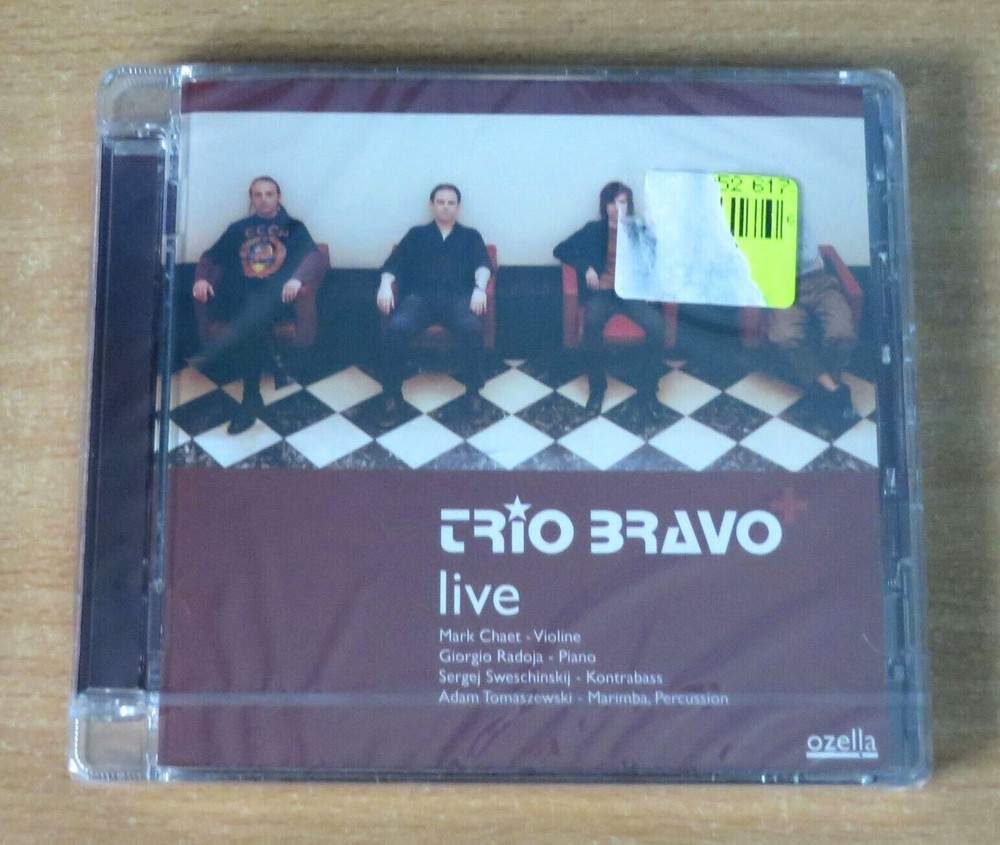 52 617
6
CCCP
TRIO BRAVO+
live
Mark Chaet - Violine
Giorgio Radoja - Piano
Sergej Sweschinskij - Kontrabass
Adam Tomaszewski - Marimba, Percussion
ozella